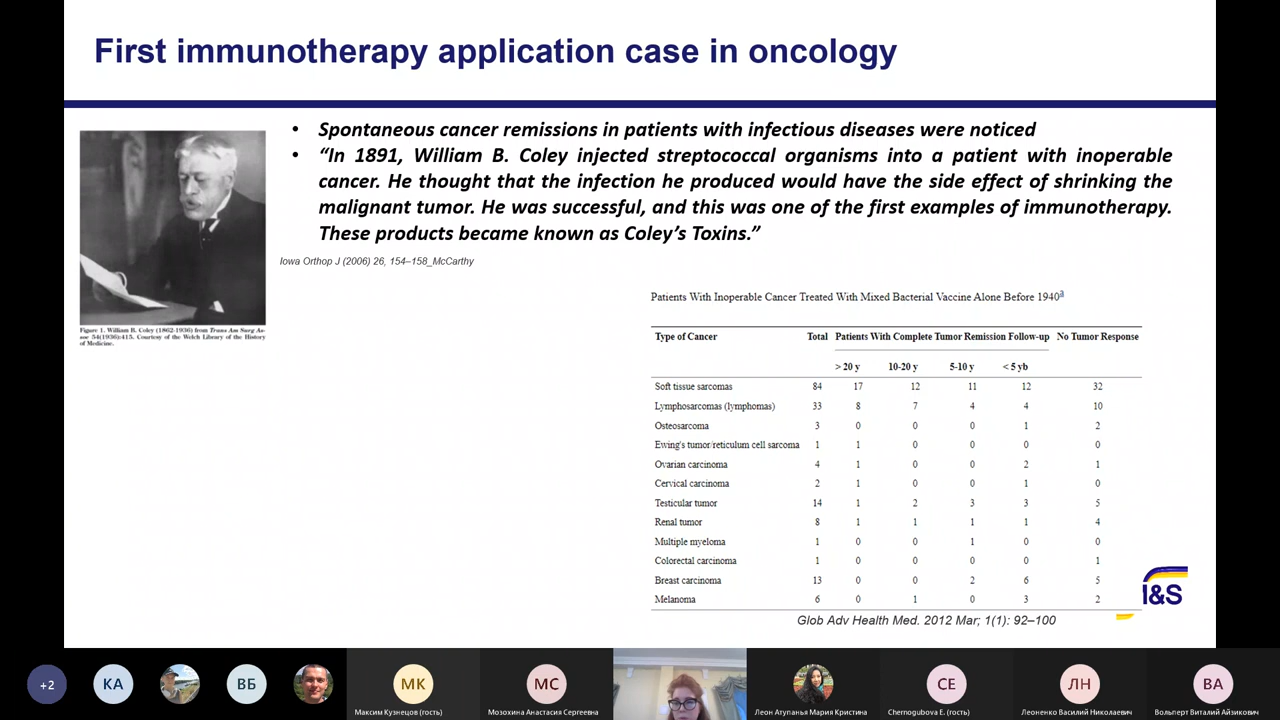 First immunotherapy application case in oncology
• Spontaneous cancer remissions in patients with infectious diseases were noticed
• “In 1891, William B. Coley injected streptococcal organisms into a patient with inoperable
cancer. He thought that the infection he produced would have the side effect of shrinking the
malignant tumor. He was successful, and this was one of the first examples of immunotherapy.
These products became known as Coley’s Toxins.”
Iowa Orthop J (2006) 26, 154–158_McCarthy
Figure 1. William B. Coley (1862-1936) from Trans Am Surg As-
soc 54(1936):415. Courtesy of the Welch Library of the History
of Medicine.
Patients With Inoperable Cancer Treated With Mixed Bacterial Vaccine Alone Before 1940a
Type of Cancer Total Patients With Complete Tumor Remission Follow-up No Tumor Response
> 20 y 10-20 y 5-10 y < 5 yb
Soft tissue sarcomas 84 17 12 11 12 32
Lymphosarcomas (lymphomas) 33 8 7 4 4 10
Osteosarcoma 3 0 0 0 1 2
Ewing's tumor/reticulum cell sarcoma 1 1 0 0 0 0
Ovarian carcinoma 4 1 0 0 2 1
Cervical carcinoma 2 1 0 0 1 0
Testicular tumor 14 1 2 3 3 5
Renal tumor 8 1 1 1 1 4
Multiple myeloma 1 0 0 1 0 0
Colorectal carcinoma 1 0 0 0 0 1
Breast carcinoma 13 0 0 2 6 5
Melanoma 6 0 1 0 3 2
I&S
Glob Adv Health Med. 2012 Mar; 1(1): 92–100
+2 КА ВБ МК МС СЕ ЛН ВА
Максим Кузнецов (гость) Мозохина Анастасия Сергеевна Леон Атупанья Мария Кристина Chernogubova E. (гость) Леоненко Василий Николаевич Вольперт Виталий Айзикович